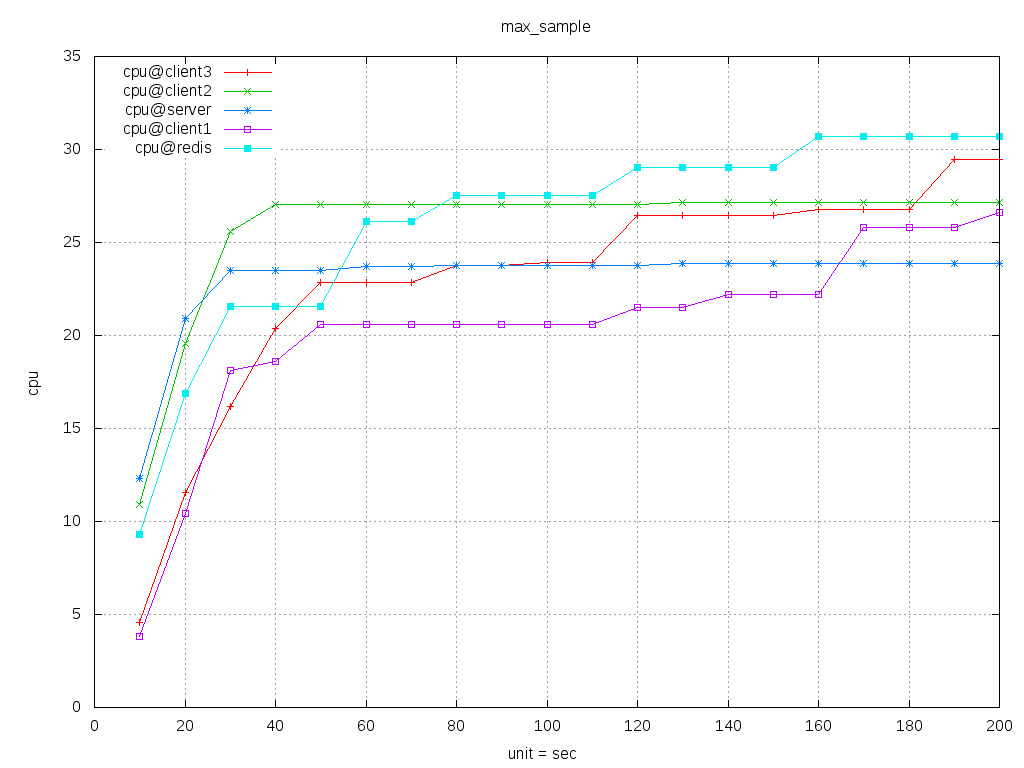 max_sample
35
30
25
20
15
10
5
0
cpu@client3
cpu@client2
cpu@server
cpu@client1
cpu@redis
cpu
0 20 40 60 80 100 120 140 160 180 200
unit = sec